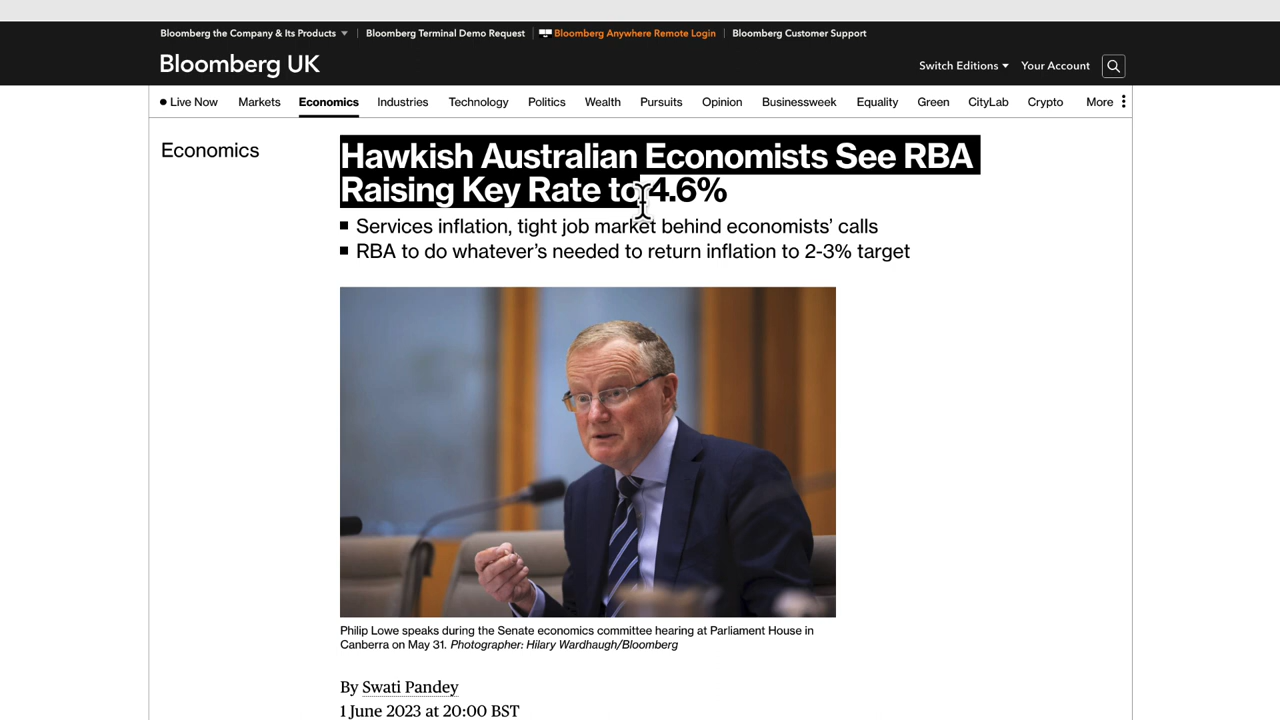 Bloomberg the Company & Its Products
Bloomberg Terminal Demo Request
Bloomberg Anywhere Remote Login
Bloomberg Customer Support
Bloomberg UK
Switch Editions
Your Account
Live Now
Markets
Economics
Industries
Technology
Politics
Wealth
Pursuits
Opinion
Businessweek
Equality
Green
CityLab
Crypto
More
Economics
Hawkish Australian Economists See RBA
Raising Key Rate to 4.6%
Services inflation, tight job market behind economists’ calls
RBA to do whatever’s needed to return inflation to 2-3% target
Philip Lowe speaks during the Senate economics committee hearing at Parliament House in
Canberra on May 31. Photographer: Hilary Wardhaugh/Bloomberg
By Swati Pandey
1 June 2023 at 20:00 BST